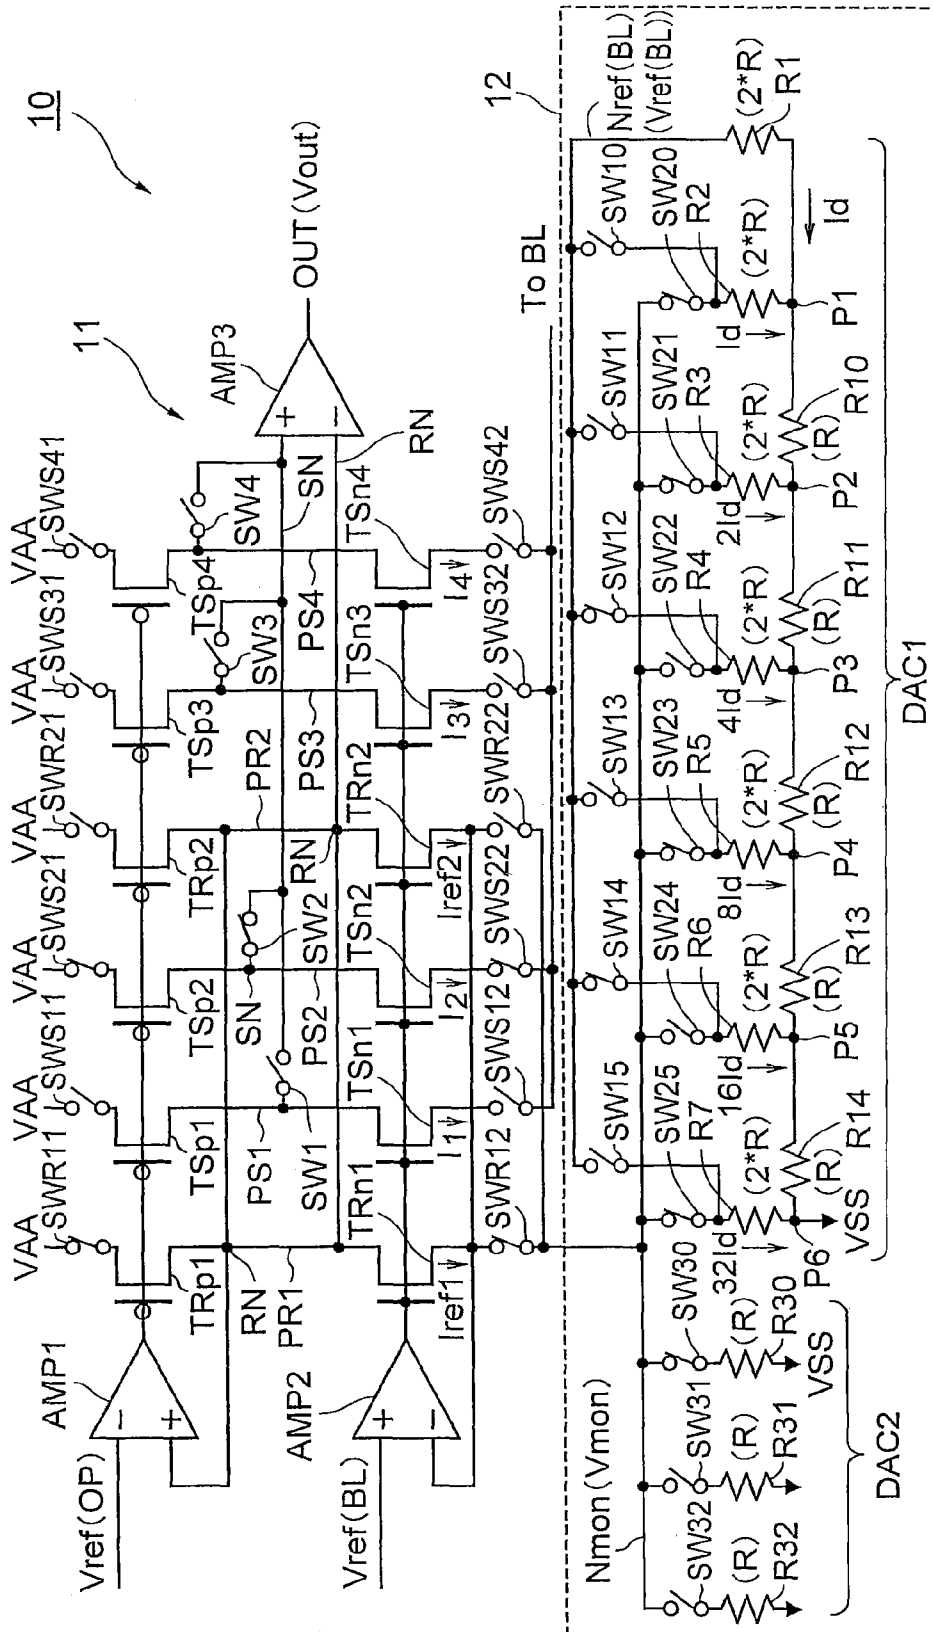 10
11
VAA VAA VAA VAA VAA VAA
SWR11 SWS11 SWS21 SWR21 SWS31 SWS41
AMP1
Vref(OP)
−
+
TRp1 TSp1 TSp2 TRp2 TSp3 TSp4
RN
PR1
PS1
SW1
SN
PS2
SW2
PR2
RN
PS3
SW3
PS4
SW4
SN
RN
AMP3
+
−
OUT(Vout)
AMP2
Vref(BL)
+
−
TRn1 TSn1 TSn2 TRn2 TSn3 TSn4
Iref1 I1 I2 Iref2 I3 I4
SWR12 SWS12 SWS22 SWR22 SWS32 SWS42
To BL
12
Nref(BL)
(Vref(BL))
Nmon(Vmon)
SW15 SW14 SW13 SW12 SW11 SW10
SW32 SW31 SW30 SW25 SW24 SW23 SW22 SW21 SW20
R7 R6 R5 R4 R3 R2
(R) (R) (R) (2*R) (2*R) (2*R) (2*R) (2*R) (2*R) (2*R)
R1
R32 R31 R30
32Id 16Id 8Id 4Id 2Id Id
Id
VSS
VSS
P6 P5 P4 P3 P2 P1
(R) (R) (R) (R) (R)
R14 R13 R12 R11 R10
DAC2 DAC1